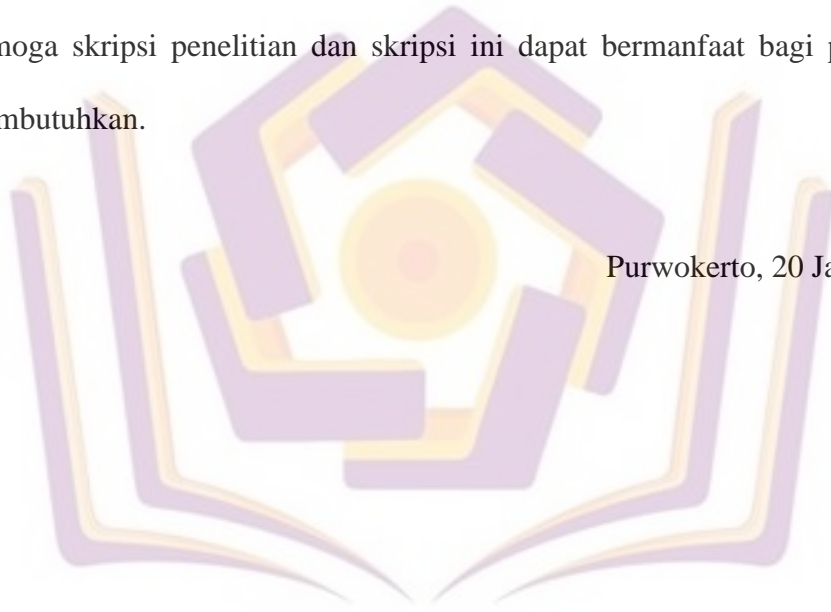 moga skripsi penelitian dan skripsi ini dapat bermanfaat bagi
mbutuhkan.
Purwokerto, 20 Ja